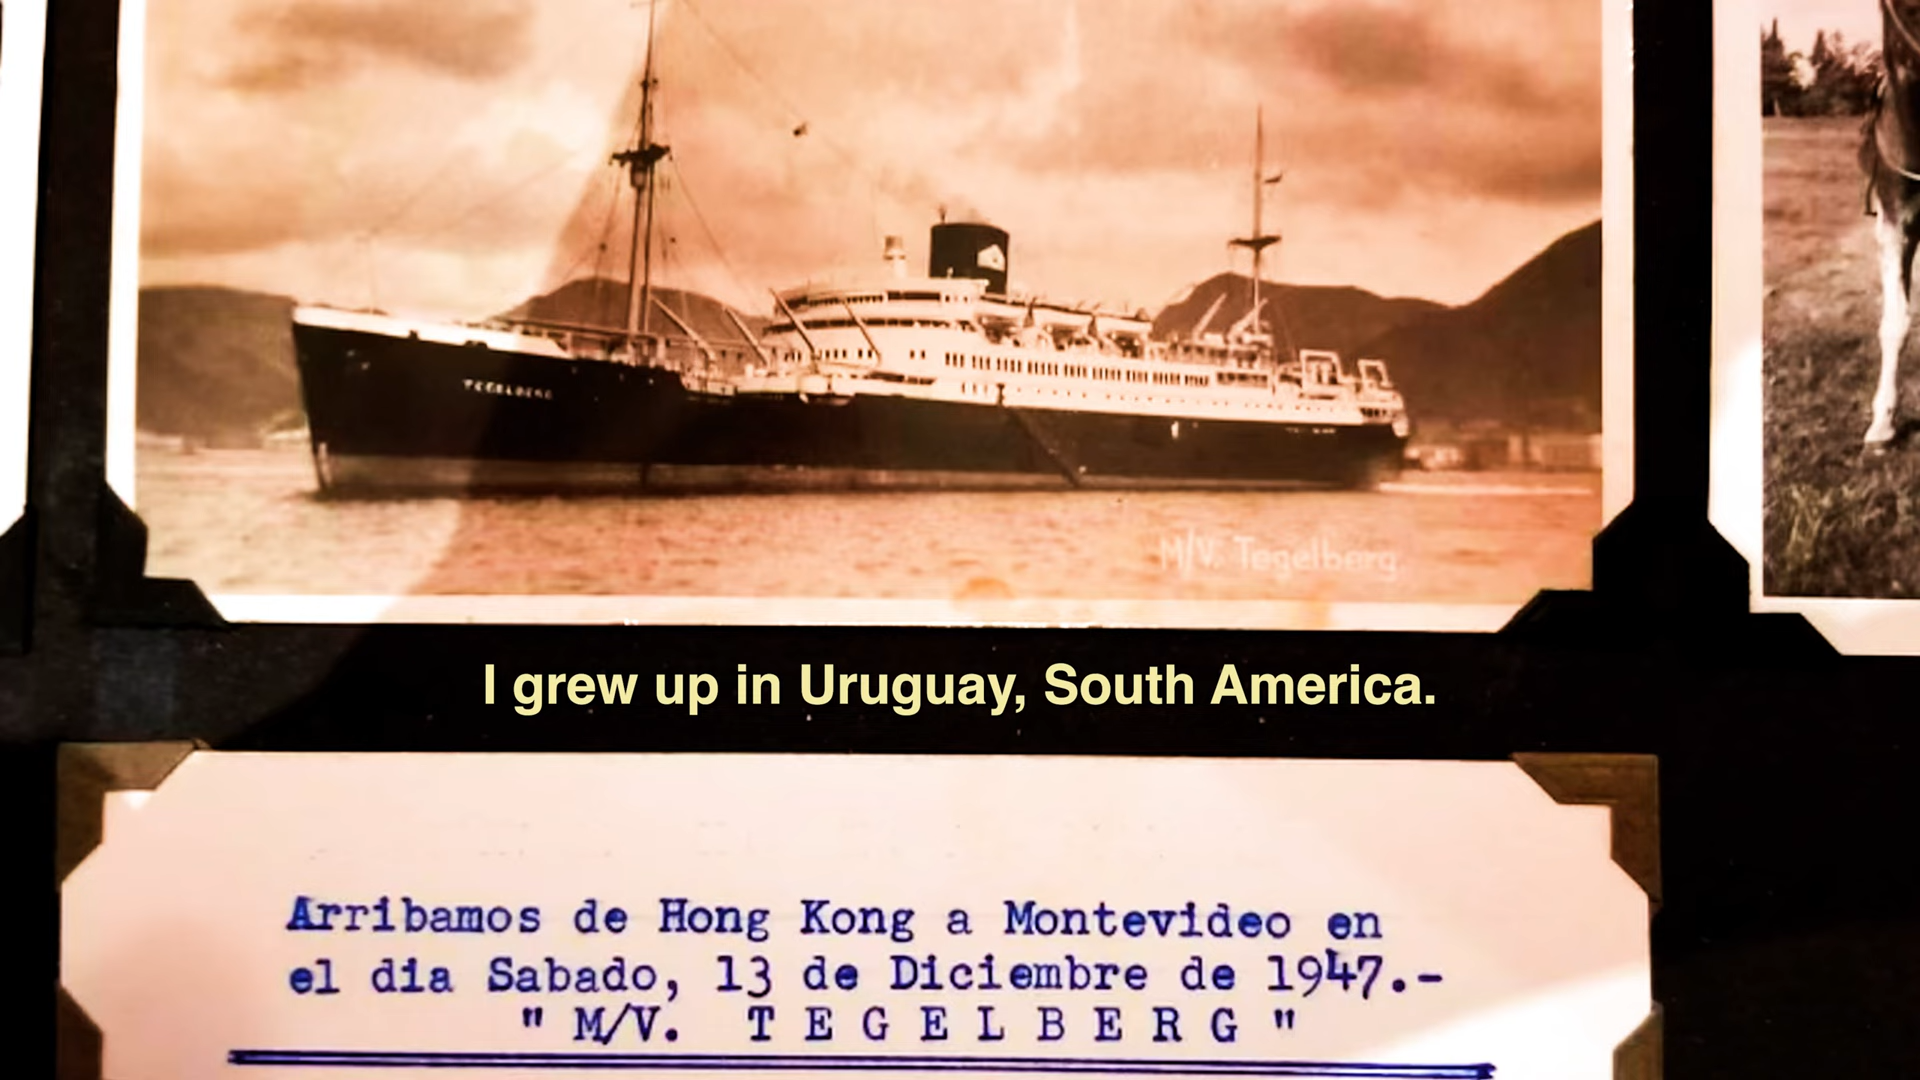 TEGELBERG
M/V. Tegelberg.
I grew up in Uruguay, South America.
Arribamos de Hong Kong a Montevideo en
el dia Sabado, 13 de Diciembre de 1947.-
" M/V. T E G E L B E R G "